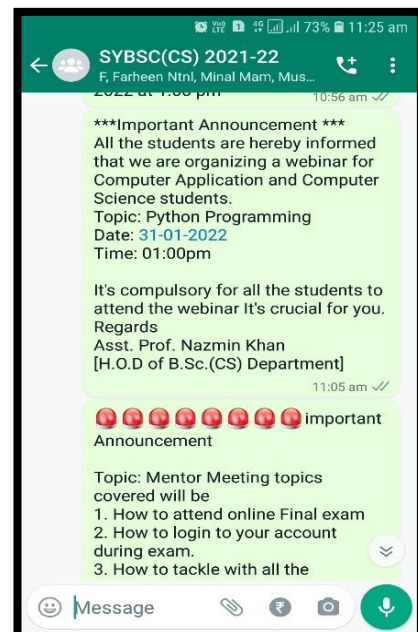 73% 11:25 am
SYBSC(CS) 2021-22
F, Farheen Ntnl, Minal Mam, Mus...
2022 at 1:00 pm
10:56 am
***Important Announcement ***
All the students are hereby informed
that we are organizing a webinar for
Computer Application and Computer
Science students.
Topic: Python Programming
Date: 31-01-2022
Time: 01:00pm
It's compulsory for all the students to
attend the webinar It's crucial for you.
Regards
Asst. Prof. Nazmin Khan
[H.O.D of B.Sc.(CS) Department]
11:05 am
important
Announcement
Topic: Mentor Meeting topics
covered will be
1. How to attend online Final exam
2. How to login to your account
during exam.
3. How to tackle with all the
Message